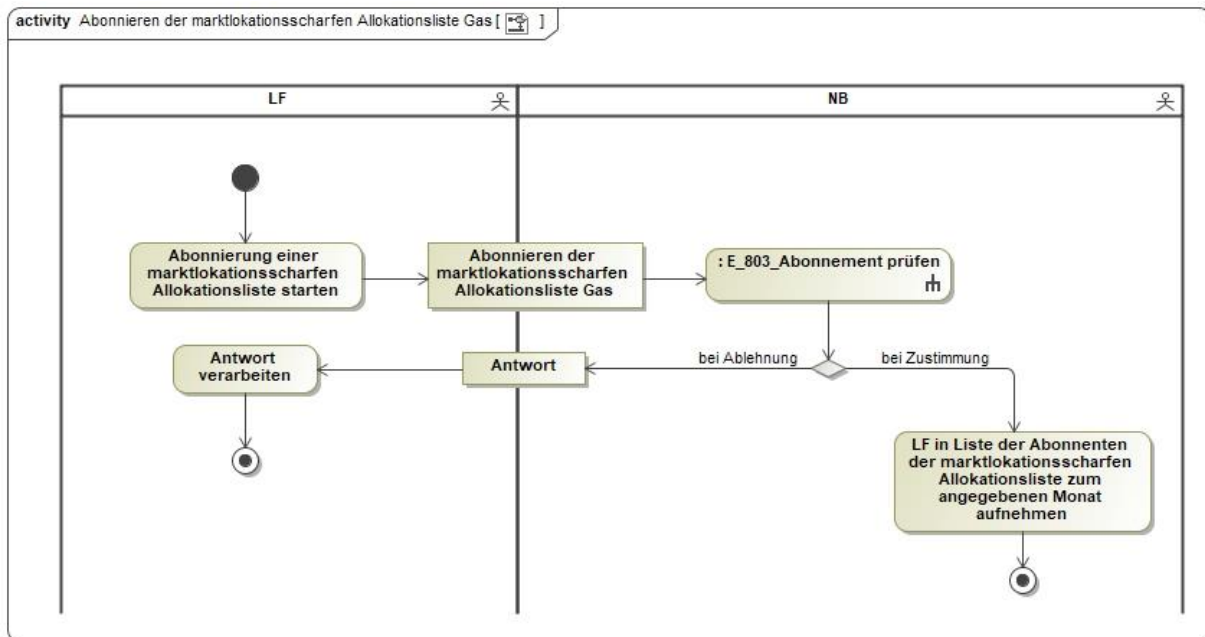 activity Abonnieren der marktlokationsscharfen Allokationsliste Gas [ ]
LF
NB
Abonnierung einer
marktlokationsscharfen
Allokationsliste starten
Abonnieren der
marktlokationsscharfen
Allokationsliste Gas
: E_803_Abonnement prüfen
Antwort
verarbeiten
Antwort
bei Ablehnung
bei Zustimmung
LF in Liste der Abonnenten
der marktlokationsscharfen
Allokationsliste zum
angegebenen Monat
aufnehmen